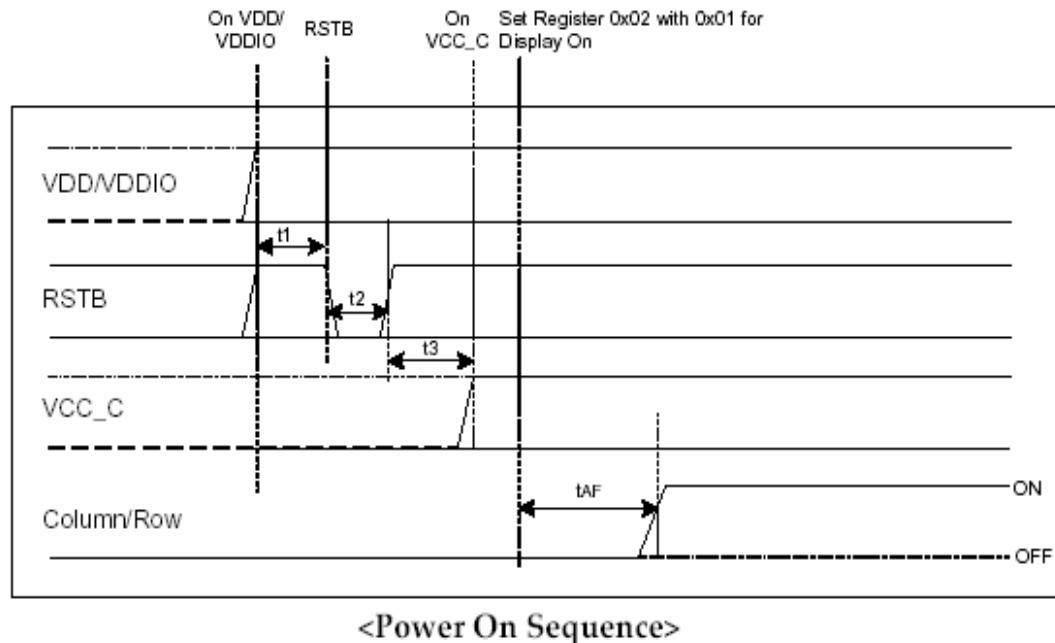 On VDD/
VDDIO
RSTB
On
VCC_C
Set Register 0x02 with 0x01 for
Display On
VDD/VDDIO
t1
RSTB
t2
t3
VCC_C
tAF
ON
Column/Row
OFF
<Power On Sequence>